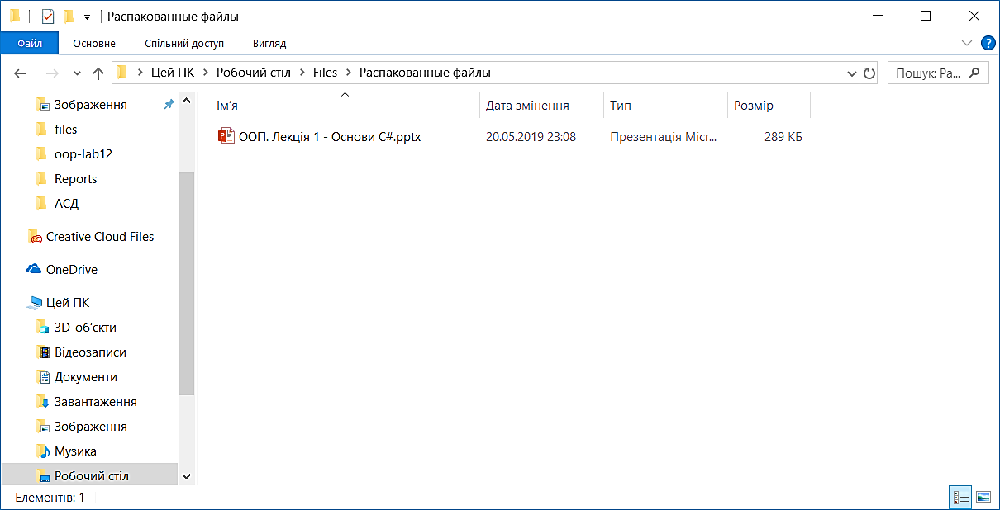 Распакованные файлы
Файл Основне Спільний доступ Вигляд
Цей ПК Робочий стіл Files Распакованные файлы Пошук: Ра...
Зображення
files
oop-lab12
Reports
АСД
Creative Cloud Files
OneDrive
Цей ПК
3D-об'єкти
Відеозаписи
Документи
Завантаження
Зображення
Музика
Робочий стіл
Ім'я Дата змінення Тип Розмір
ООП. Лекція 1 - Основи C#.pptx 20.05.2019 23:08 Презентація Micr... 289 КБ
Елементів: 1